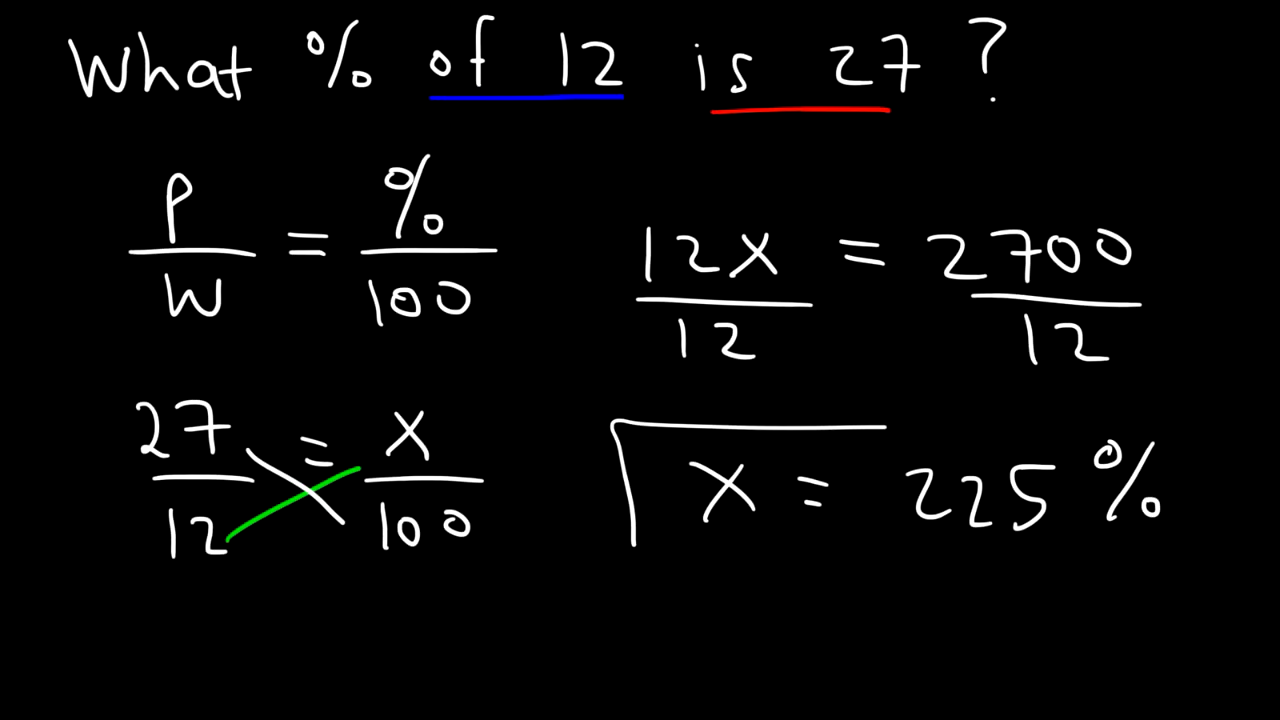 What % of 12 is 27?
P/W = %/100
27/12 = x/100
12x/12 = 2700/12
x = 225%